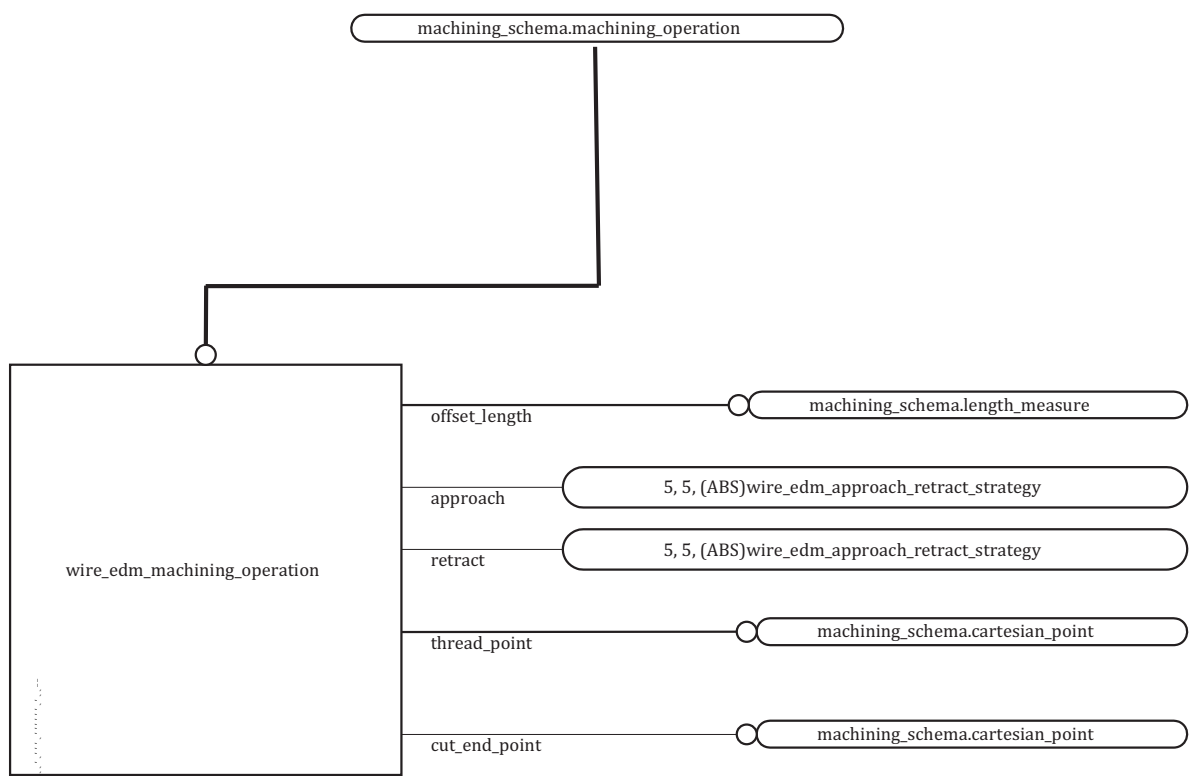 machining_schema.machining_operation
offset_length
machining_schema.length_measure
approach
5, 5, (ABS)wire_edm_approach_retract_strategy
retract
5, 5, (ABS)wire_edm_approach_retract_strategy
wire_edm_machining_operation
thread_point
machining_schema.cartesian_point
cut_end_point
machining_schema.cartesian_point